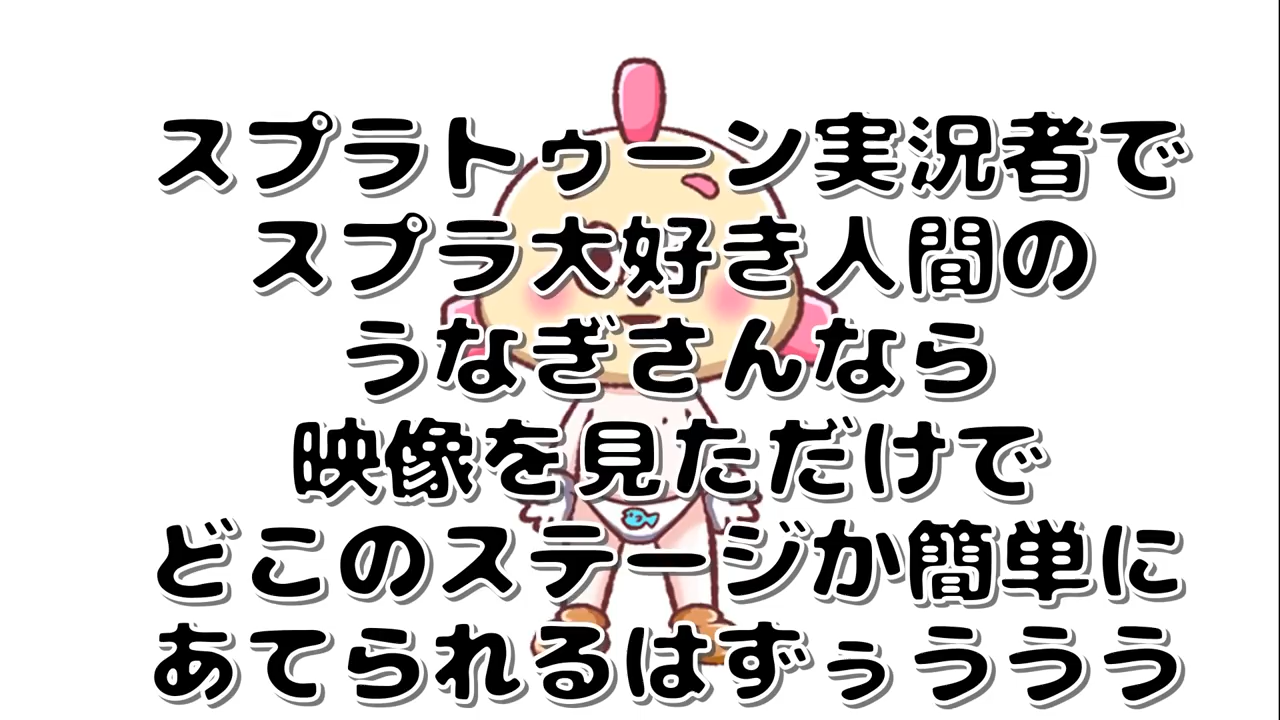 スプラトゥーン実況者で
スプラ大好き人間の
うなぎさんなら
映像を見ただけで
どこのステージか簡単に
あてられるはずぅううう